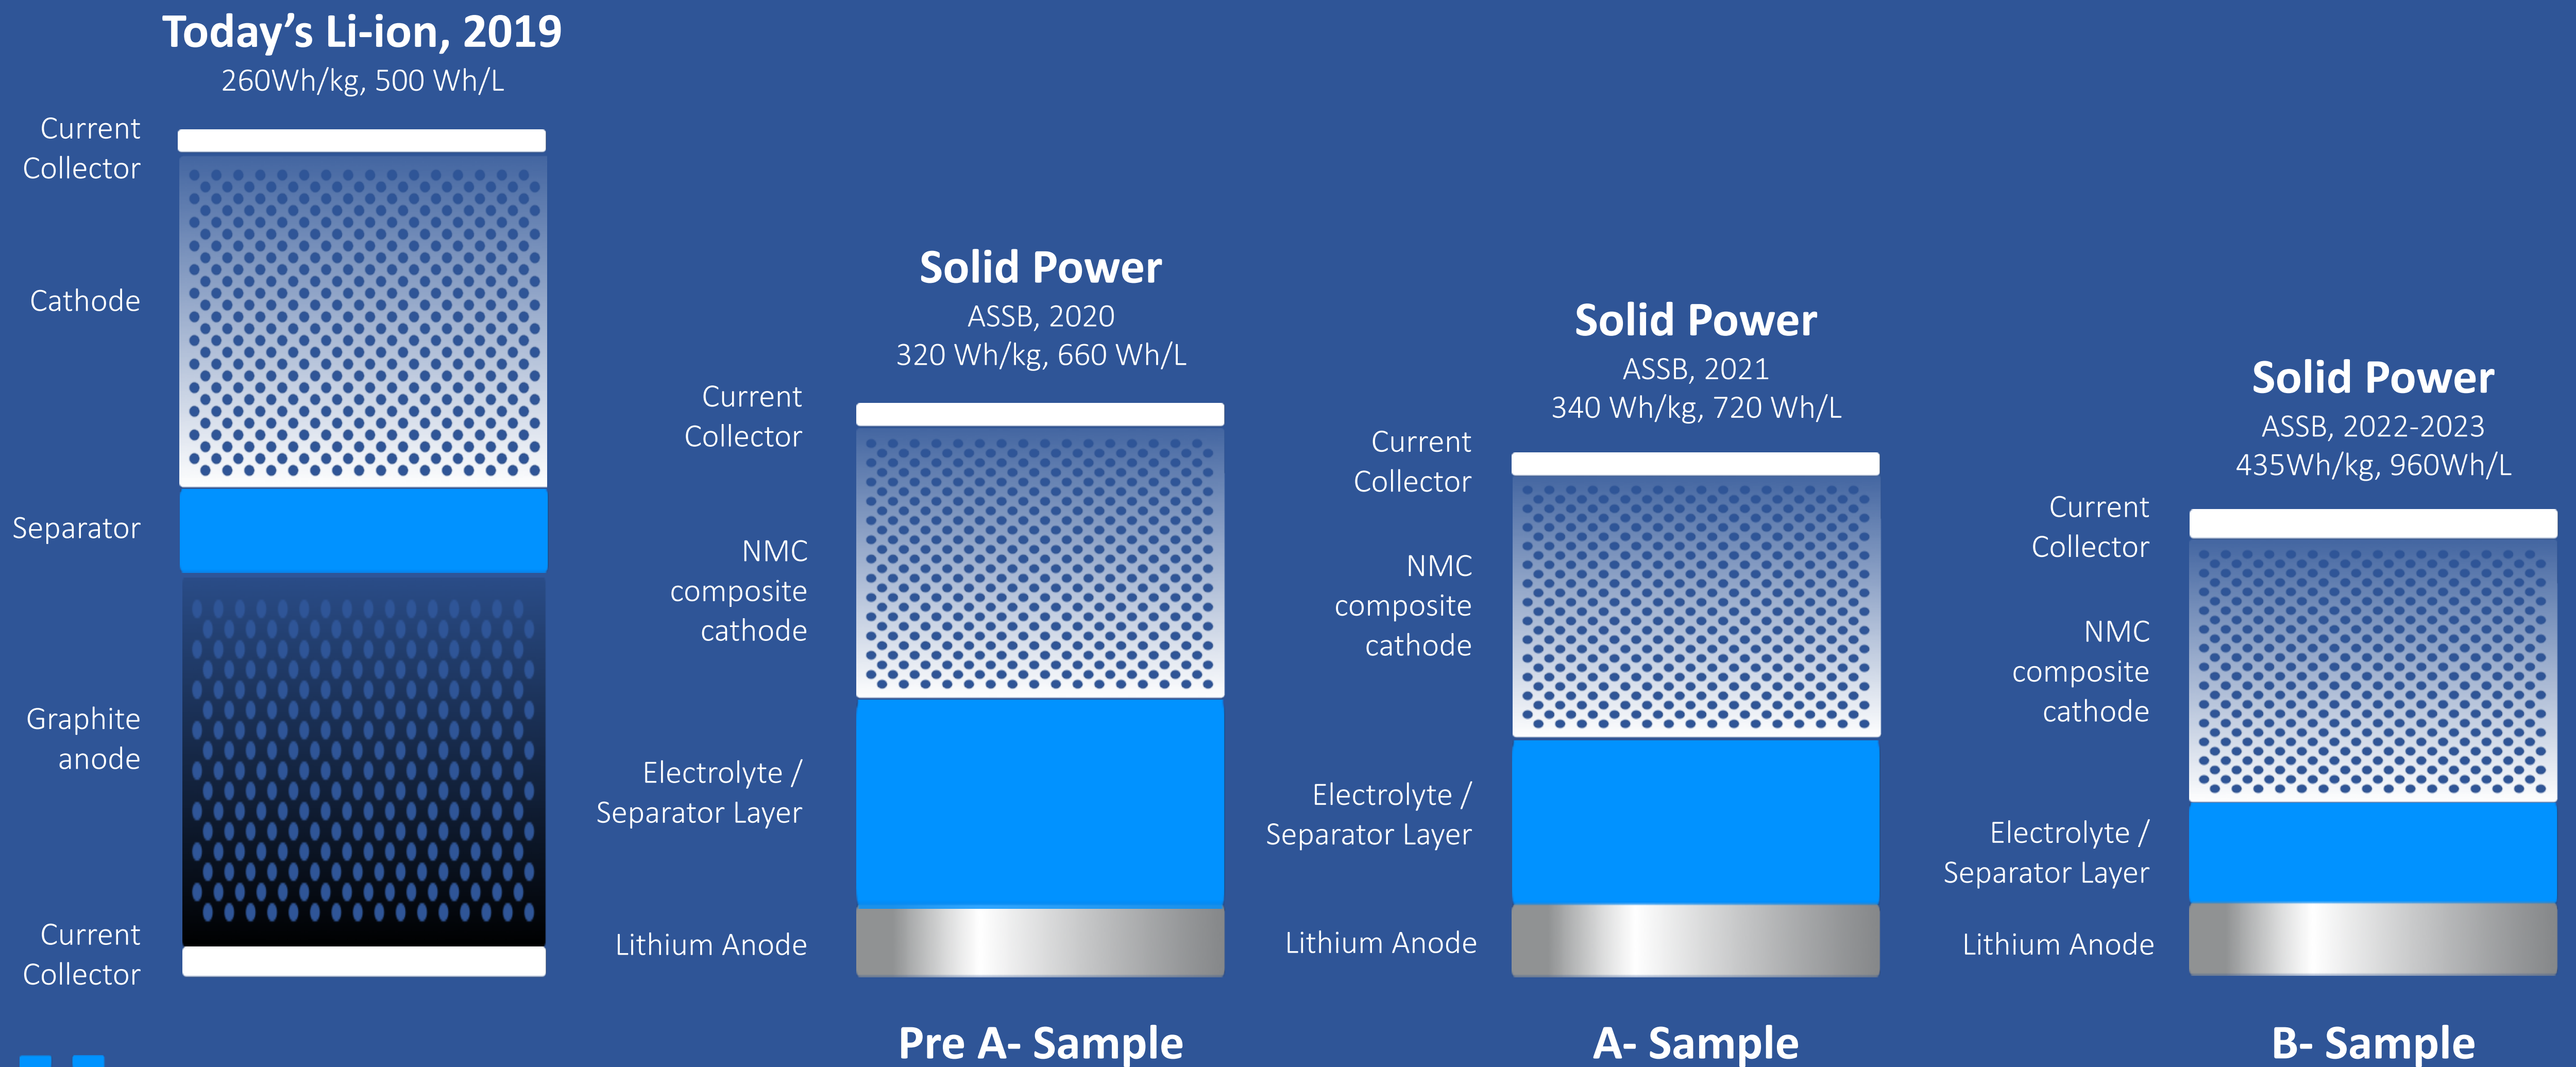 Today's Li-ion, 2019
260Wh/kg, 500 Wh/L
Current
Collector
Cathode
Separator
Graphite
anode
Current
Collector
Solid Power
ASSB, 2020
320 Wh/kg, 660 Wh/L
Current
Collector
NMC
composite
cathode
Electrolyte /
Separator Layer
Lithium Anode
Pre A- Sample
Solid Power
ASSB, 2021
340 Wh/kg, 720 Wh/L
Current
Collector
NMC
composite
cathode
Electrolyte /
Separator Layer
Lithium Anode
A- Sample
Solid Power
ASSB, 2022-2023
435Wh/kg, 960Wh/L
Current
Collector
NMC
composite
cathode
Electrolyte /
Separator Layer
Lithium Anode
B- Sample